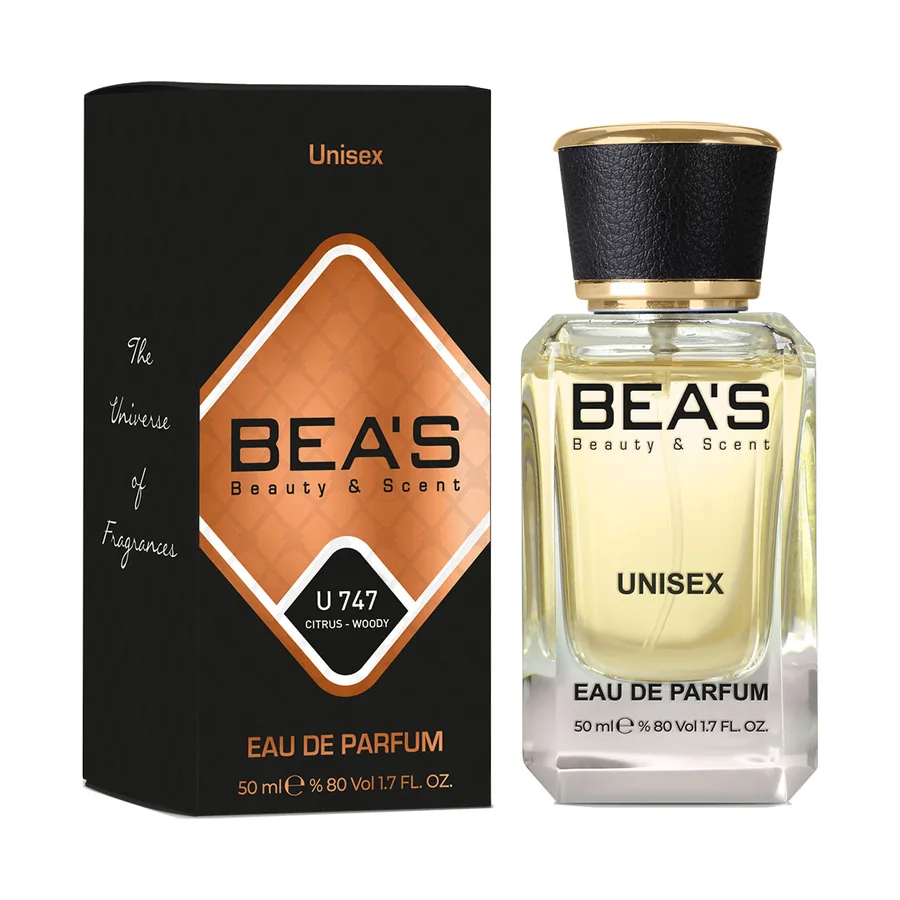 Unisex
The
Universe
of
Fragrances
BEA'S
Beauty & Scent
U 747
CITRUS - WOODY
EAU DE PARFUM
50 ml ℮ % 80 Vol 1.7 FL. OZ.
BEA'S
Beauty & Scent
UNISEX
EAU DE PARFUM
50 ml ℮ % 80 Vol 1.7 FL. OZ.